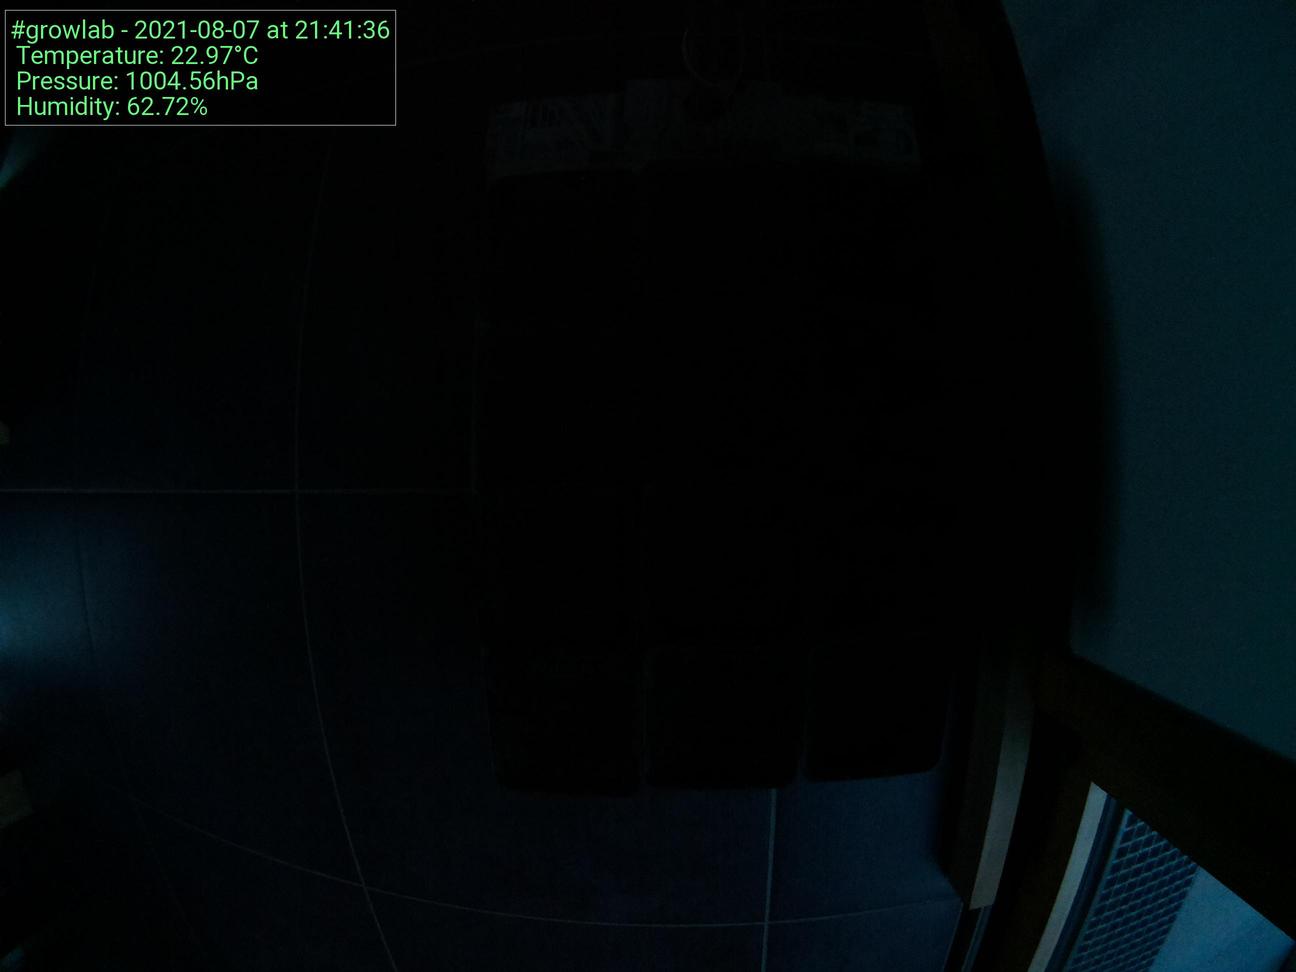 #growlab - 2021-08-07 at 21:41:36
Temperature: 22.97°C
Pressure: 1004.56hPa
Humidity: 62.72%